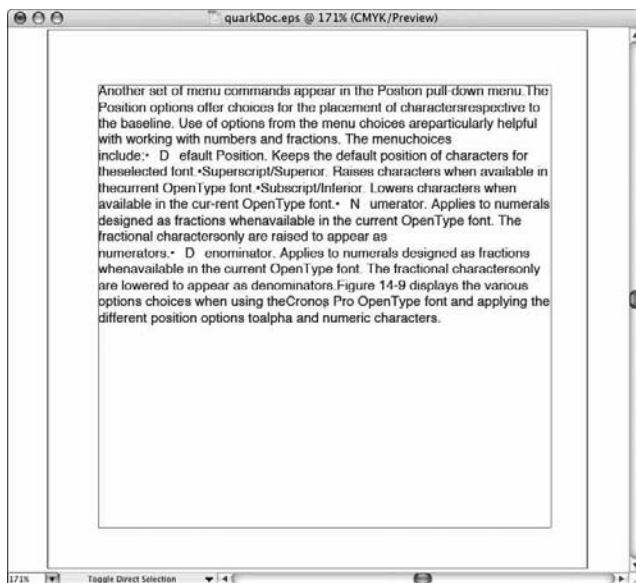 quarkDoc.eps @ 171% (CMYK/Preview)
Another set of menu commands appear in the Postion pull-down menu.The
Position options offer choices for the placement of charactersrespective to
the baseline. Use of options from the menu choices areparticularly helpful
with working with numbers and fractions. The menuchoices
include:• D efault Position. Keeps the default position of characters for
theselected font.•Superscript/Superior. Raises characters when available in
thecurrent OpenType font.•Subscript/Inferior. Lowers characters when
available in the cur-rent OpenType font.• N umerator. Applies to numerals
designed as fractions whenavailable in the current OpenType font. The
fractional charactersonly are raised to appear as
numerators.• D enominator. Applies to numerals designed as fractions
whenavailable in the current OpenType font. The fractional charactersonly
are lowered to appear as denominators.Figure 14-9 displays the various
options choices when using theCronos Pro OpenType font and applying the
different position options toalpha and numeric characters.
171% Toggle Direct Selection